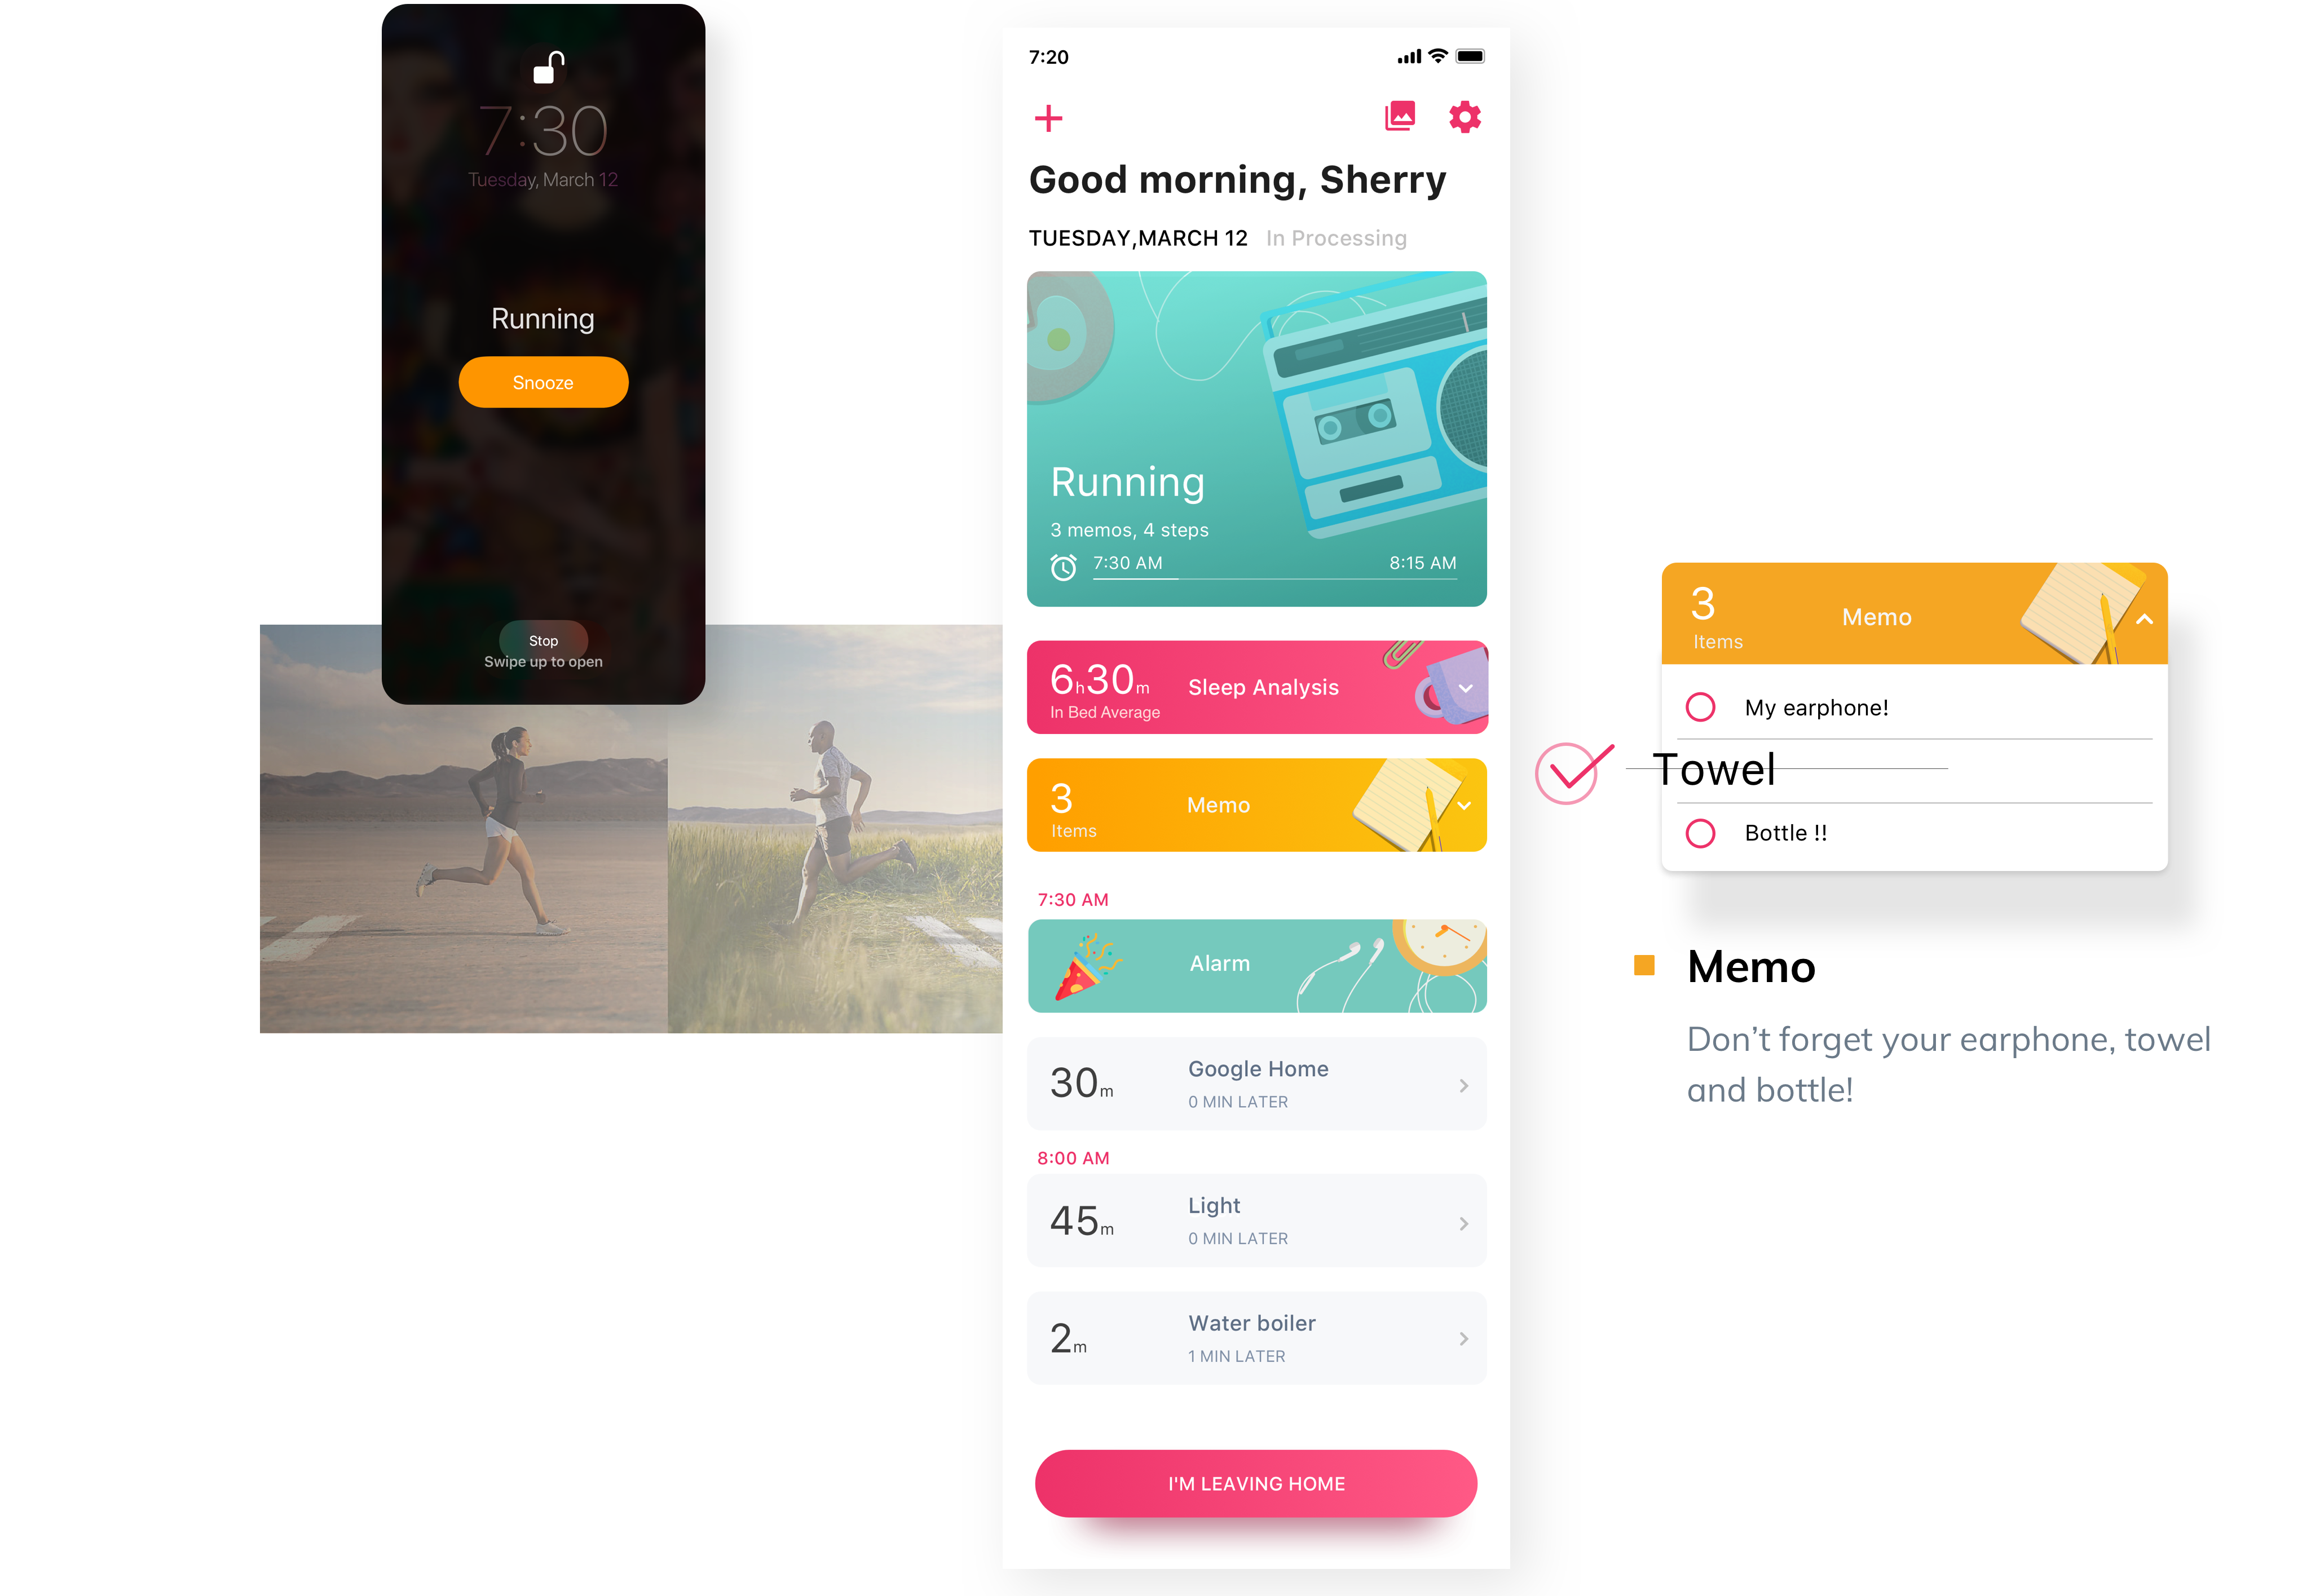 7:30
Tuesday, March 12
Running
Snooze
Stop
Swipe up to open
7:20
Good morning, Sherry
TUESDAY,MARCH 12 In Processing
Running
3 memos, 4 steps
7:30 AM 8:15 AM
6h30m Sleep Analysis
In Bed Average
3 Memo
Items
7:30 AM
Alarm
30m Google Home
0 MIN LATER
8:00 AM
45m Light
0 MIN LATER
2m Water boiler
1 MIN LATER
I'M LEAVING HOME
3 Memo
Items
My earphone!
Towel
Bottle !!
Memo
Don’t forget your earphone, towel
and bottle!